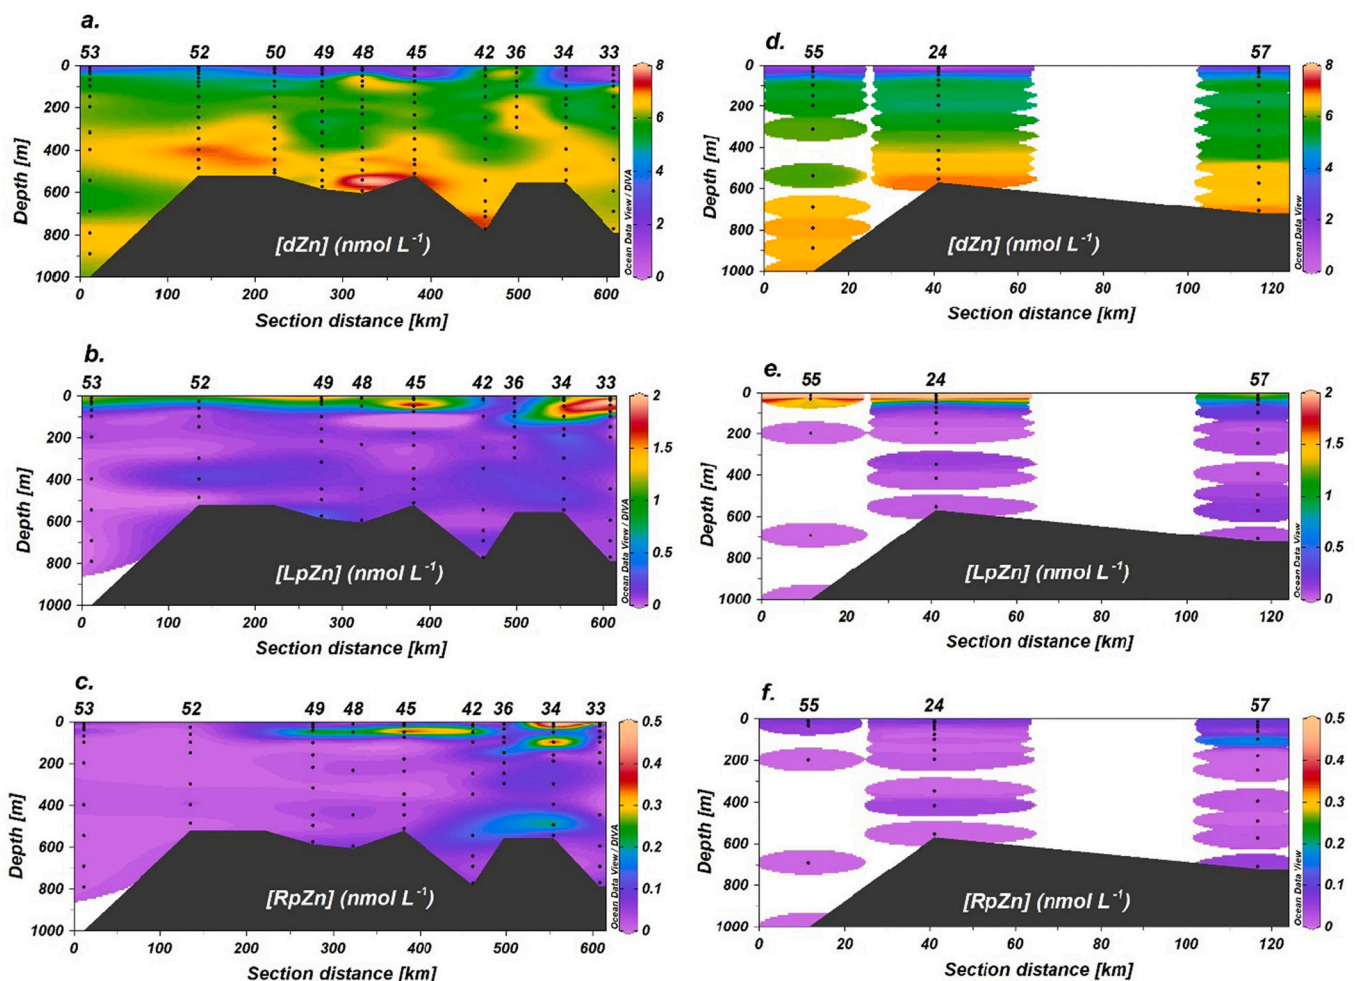 a.
53 52 50 49 48 45 42 36 34 33
0
200
400
600
800
1000
Depth [m]
[dZn] (nmol L-1)
0 100 200 300 400 500 600
Section distance [km]
8
6
4
2
0
Ocean Data View / DIVA
d.
55 24 57
0
200
400
600
800
1000
Depth [m]
[dZn] (nmol L-1)
0 20 40 60 80 100 120
Section distance [km]
8
6
4
2
0
Ocean Data View
b.
53 52 49 48 45 42 36 34 33
0
200
400
600
800
1000
Depth [m]
[LpZn] (nmol L-1)
0 100 200 300 400 500 600
Section distance [km]
2
1.5
1
0.5
0
Ocean Data View / DIVA
e.
55 24 57
0
200
400
600
800
1000
Depth [m]
[LpZn] (nmol L-1)
0 20 40 60 80 100 120
Section distance [km]
2
1.5
1
0.5
0
Ocean Data View
c.
53 52 49 48 45 42 36 34 33
0
200
400
600
800
1000
Depth [m]
[RpZn] (nmol L-1)
0 100 200 300 400 500 600
Section distance [km]
0.5
0.4
0.3
0.2
0.1
0
Ocean Data View / DIVA
f.
55 24 57
0
200
400
600
800
1000
Depth [m]
[RpZn] (nmol L-1)
0 20 40 60 80 100 120
Section distance [km]
0.5
0.4
0.3
0.2
0.1
0
Ocean Data View